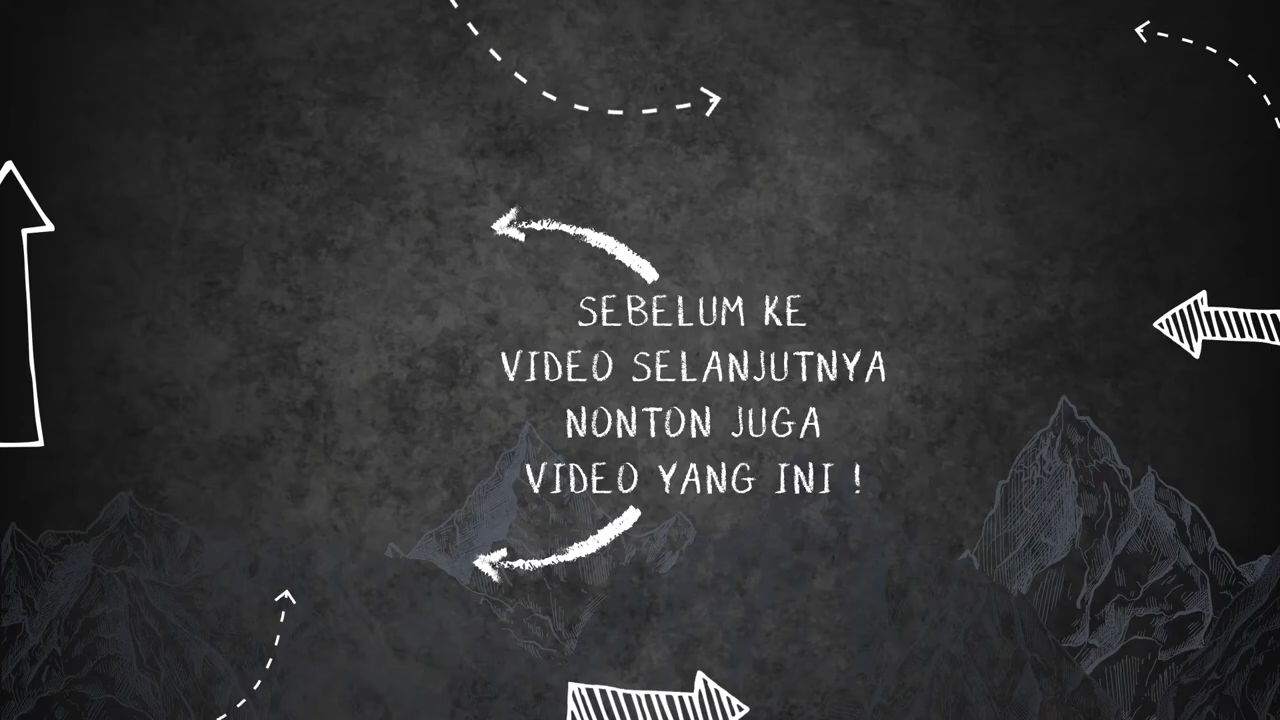 SEBELUM KE
VIDEO SELANJUTNYA
NONTON JUGA
VIDEO YANG INI !